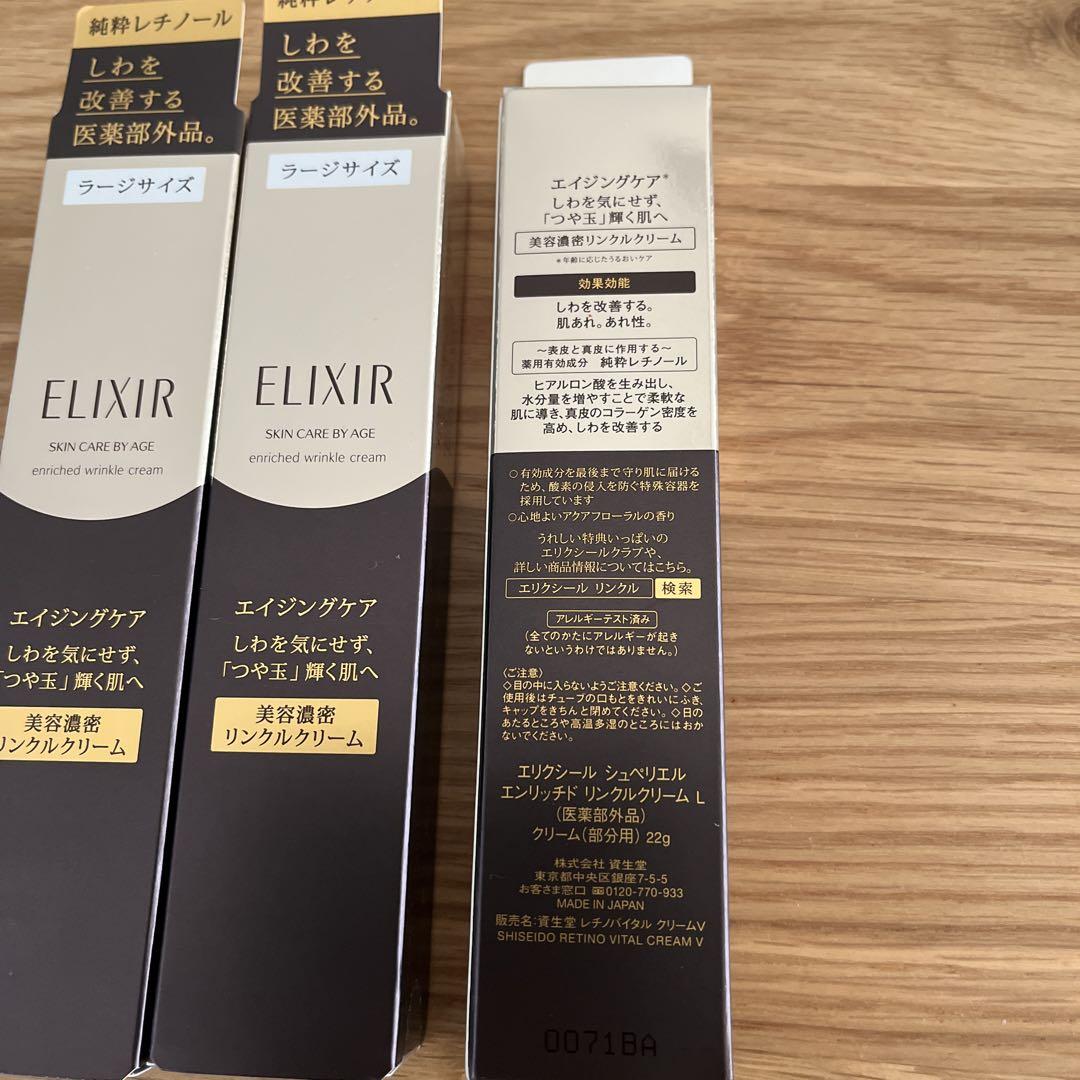 純粋レチノール
しわを
改善する
医薬部外品。
ラージサイズ
ELIXIR
SKIN CARE BY AGE
enriched wrinkle cream
エイジングケア
しわを気にせず、
「つや玉」輝く肌へ
美容濃密
リンクルクリーム
しわを
改善する
医薬部外品。
ラージサイズ
ELIXIR
SKIN CARE BY AGE
enriched wrinkle cream
エイジングケア
しわを気にせず、
「つや玉」輝く肌へ
美容濃密
リンクルクリーム
エイジングケア*
しわを気にせず、
「つや玉」輝く肌へ
美容濃密リンクルクリーム
*年齢に応じたうるおいケア
効果効能
しわを改善する。
肌あれ。あれ性。
～表皮と真皮に作用する～
薬用有効成分 純粋レチノール
ヒアルロン酸を生み出し、
水分量を増やすことで柔軟な
肌に導き、真皮のコラーゲン密度を
高め、しわを改善する
○有効成分を最後まで守り肌に届ける
ため、酸素の侵入を防ぐ特殊容器を
採用しています
○心地よいアクアフローラルの香り
うれしい特典いっぱいの
エリクシールクラブや、
詳しい商品情報についてはこちら。
エリクシール リンクル 検索
アレルギーテスト済み
(全てのかたにアレルギーが起き
ないというわけではありません。)
〈ご注意〉
◇目の中に入らないようご注意ください。◇ご
使用後はチューブの口もとをきれいにふき、
キャップをきちんと閉めてください。◇日の
あたるところや高温多湿のところにはおか
ないでください。
エリクシール シュペリエル
エンリッチド リンクルクリーム L
(医薬部外品)
クリーム(部分用) 22g
株式会社 資生堂
東京都中央区銀座7-5-5
お客さま窓口 0120-770-933
MADE IN JAPAN
販売名：資生堂 レチノバイタル クリームV
SHISEIDO RETINO VITAL CREAM V
0071BA